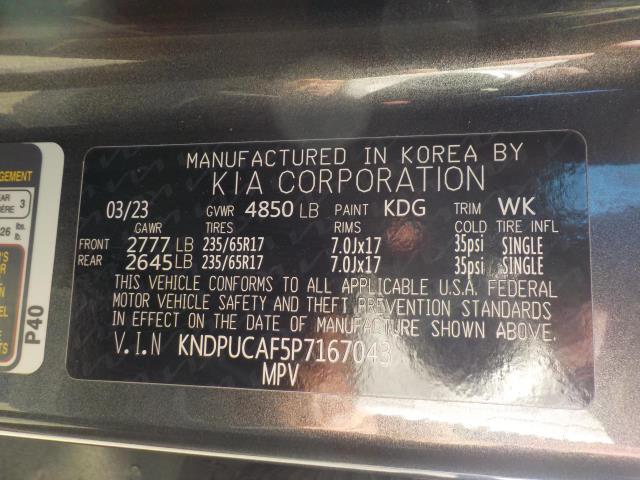 MANUFACTURED IN KOREA BY
KIA CORPORATION
03/23 GVWR 4850 LB PAINT KDG TRIM WK
GAWR TIRES RIMS COLD TIRE INFL
FRONT 2777 LB 235/65R17 7.0Jx17 35psi SINGLE
REAR 2645 LB 235/65R17 7.0Jx17 35psi SINGLE
THIS VEHICLE CONFORMS TO ALL APPLICABLE U.S.A. FEDERAL
MOTOR VEHICLE SAFETY AND THEFT PREVENTION STANDARDS
IN EFFECT ON THE DATE OF MANUFACTURE SHOWN ABOVE.
V.I.N KNDPUCAF5P7167043
MPV
3
26 lbs.
P40